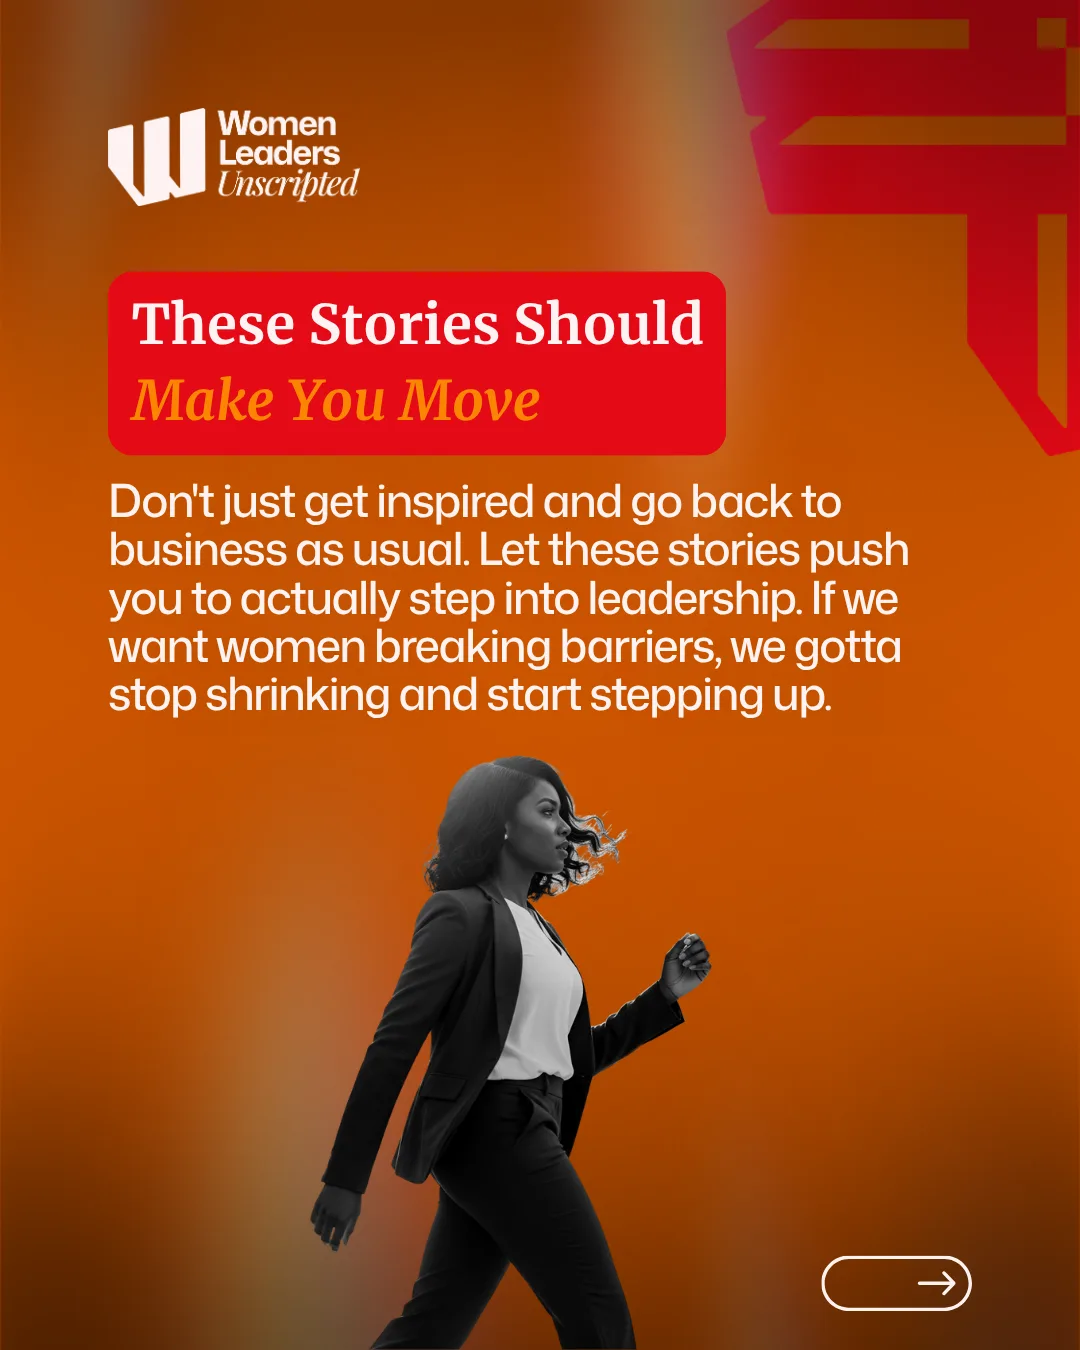 Women
Leaders
Unscripted
These Stories Should
Make You Move
Don't just get inspired and go back to
business as usual. Let these stories push
you to actually step into leadership. If we
want women breaking barriers, we gotta
stop shrinking and start stepping up.